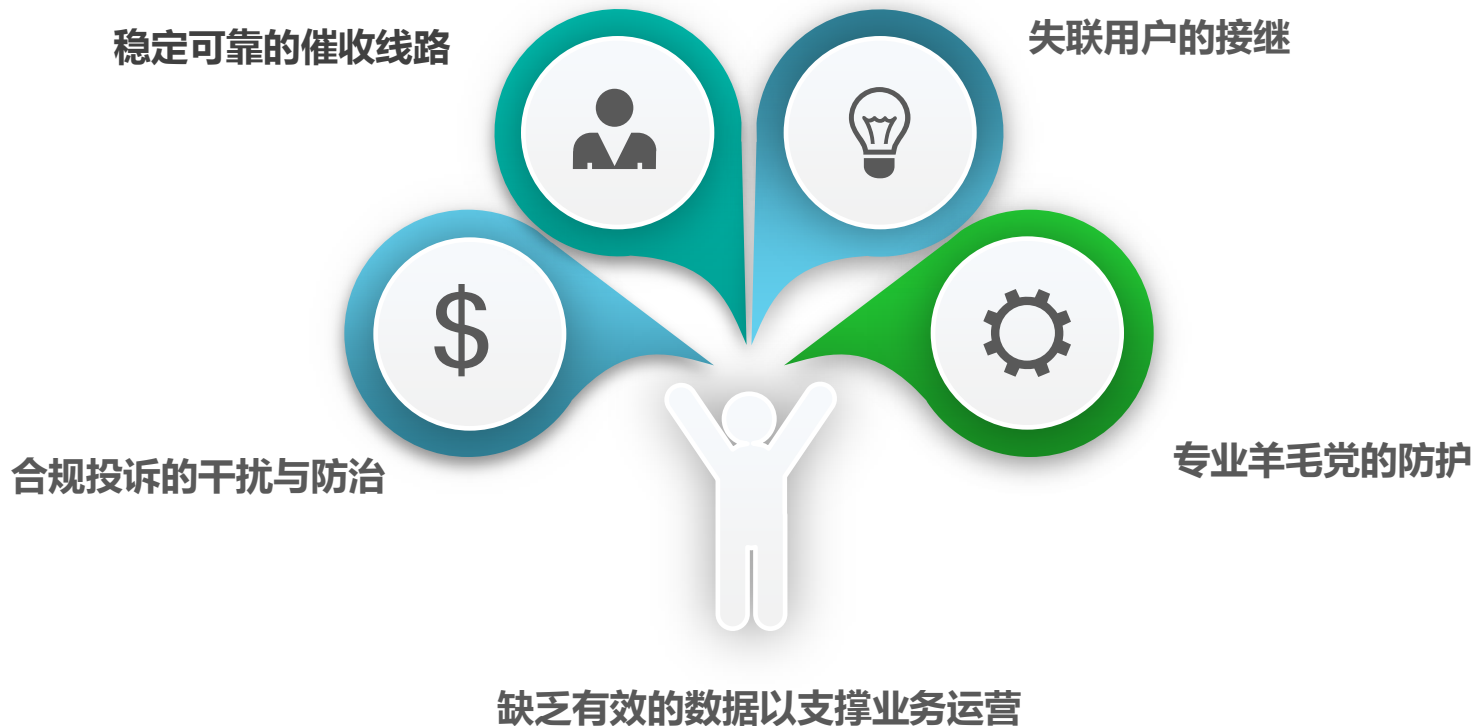 稳定可靠的催收线路
失联用户的接继
合规投诉的干扰与防治
专业羊毛党的防护
缺乏有效的数据以支撑业务运营